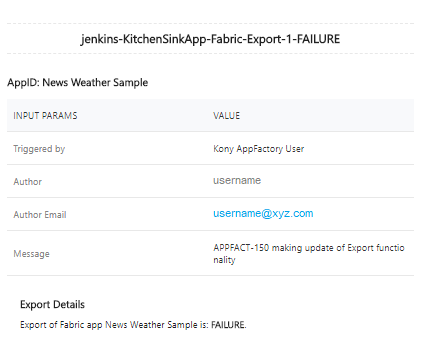 jenkins-KitchenSinkApp-Fabric-Export-1-FAILURE
AppID: News Weather Sample
INPUT PARAMS VALUE
Triggered by Kony AppFactory User
Author username
Author Email username@xyz.com
Message APPFACT-150 making update of Export functio
nality
Export Details
Export of Fabric app News Weather Sample is: FAILURE.